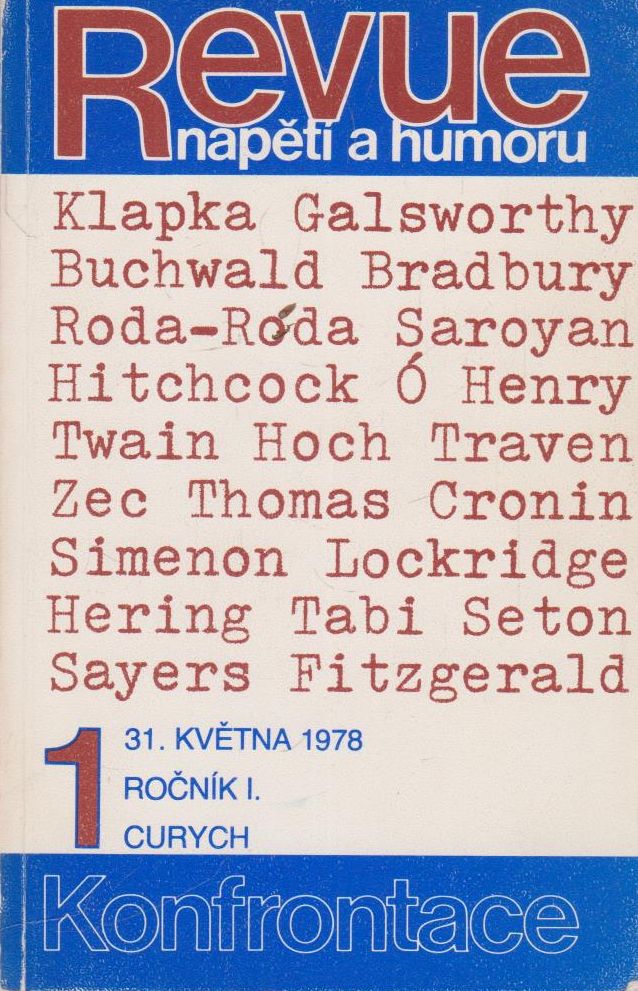 Revue
napětí a humoru
Klapka Galsworthy
Buchwald Bradbury
Roda-Roda Saroyan
Hitchcock Ó Henry
Twain Hoch Traven
Zec Thomas Cronin
Simenon Lockridge
Hering Tabi Seton
Sayers Fitzgerald
1
31. KVĚTNA 1978
ROČNÍK I.
CURYCH
Konfrontace